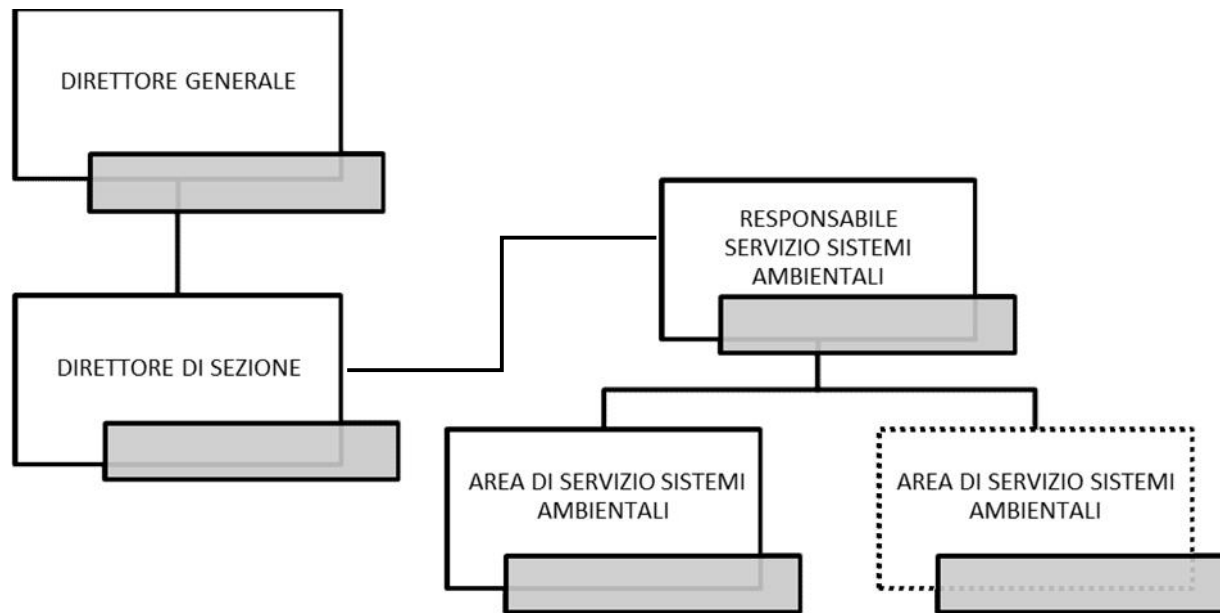 DIRETTORE GENERALE
RESPONSABILE
SERVIZIO SISTEMI
AMBIENTALI
DIRETTORE DI SEZIONE
AREA DI SERVIZIO SISTEMI
AMBIENTALI
AREA DI SERVIZIO SISTEMI
AMBIENTALI